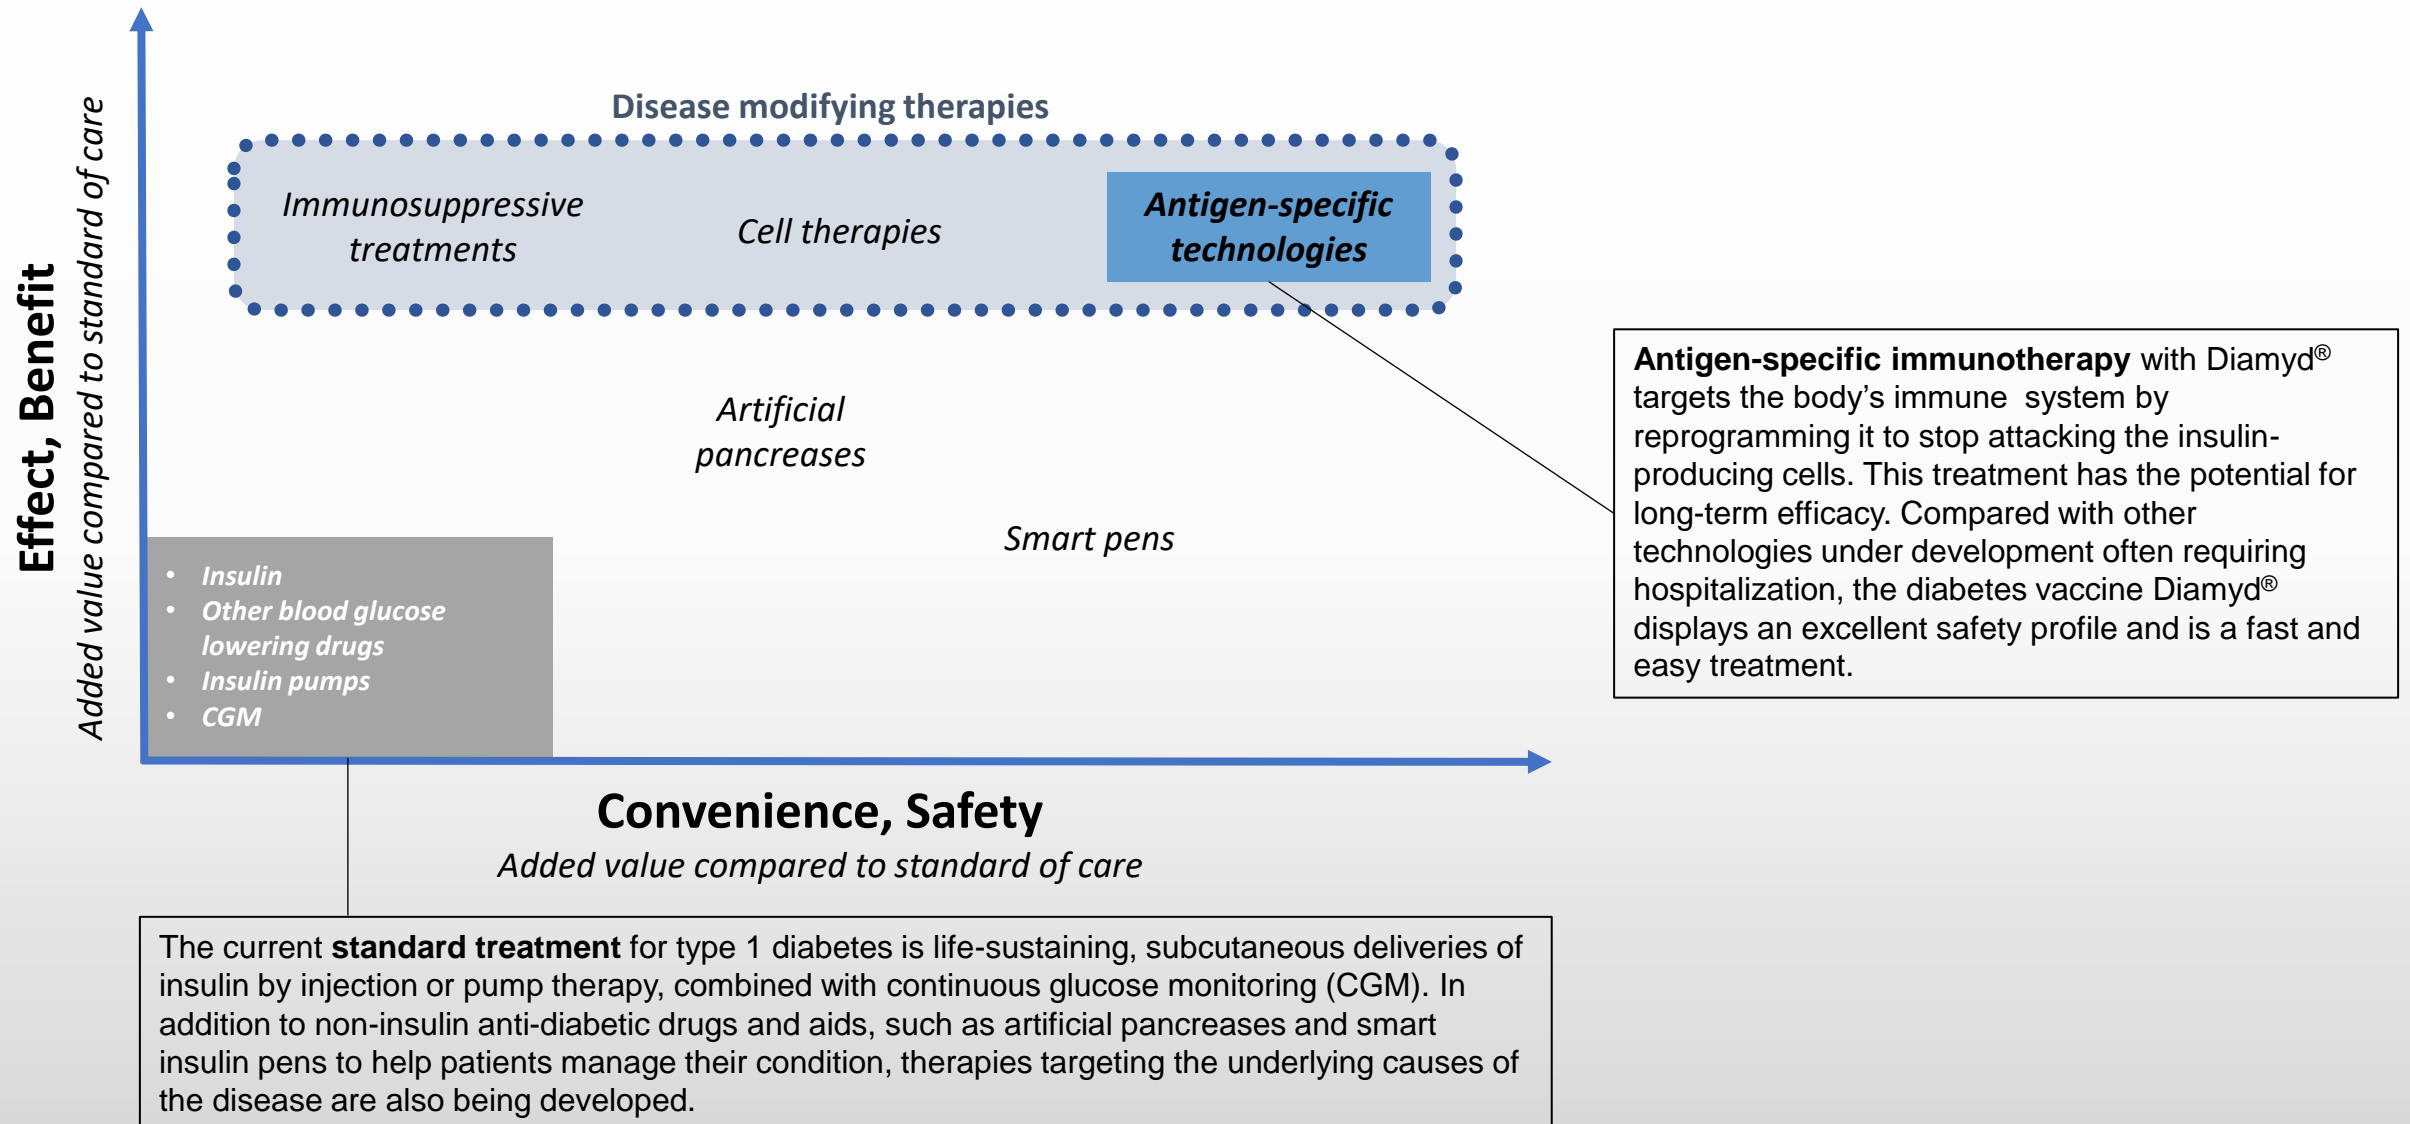 Effect, Benefit
Added value compared to standard of care
Disease modifying therapies
Immunosuppressive
treatments
Cell therapies
Antigen-specific
technologies
Artificial
pancreases
Smart pens
• Insulin
• Other blood glucose
lowering drugs
• Insulin pumps
• CGM
Antigen-specific immunotherapy with Diamyd®
targets the body’s immune  system by
reprogramming it to stop attacking the insulin-
producing cells. This treatment has the potential for
long-term efficacy. Compared with other
technologies under development often requiring
hospitalization, the diabetes vaccine Diamyd®
displays an excellent safety profile and is a fast and
easy treatment.
Convenience, Safety
Added value compared to standard of care
The current standard treatment for type 1 diabetes is life-sustaining, subcutaneous deliveries of
insulin by injection or pump therapy, combined with continuous glucose monitoring (CGM). In
addition to non-insulin anti-diabetic drugs and aids, such as artificial pancreases and smart
insulin pens to help patients manage their condition, therapies targeting the underlying causes of
the disease are also being developed.